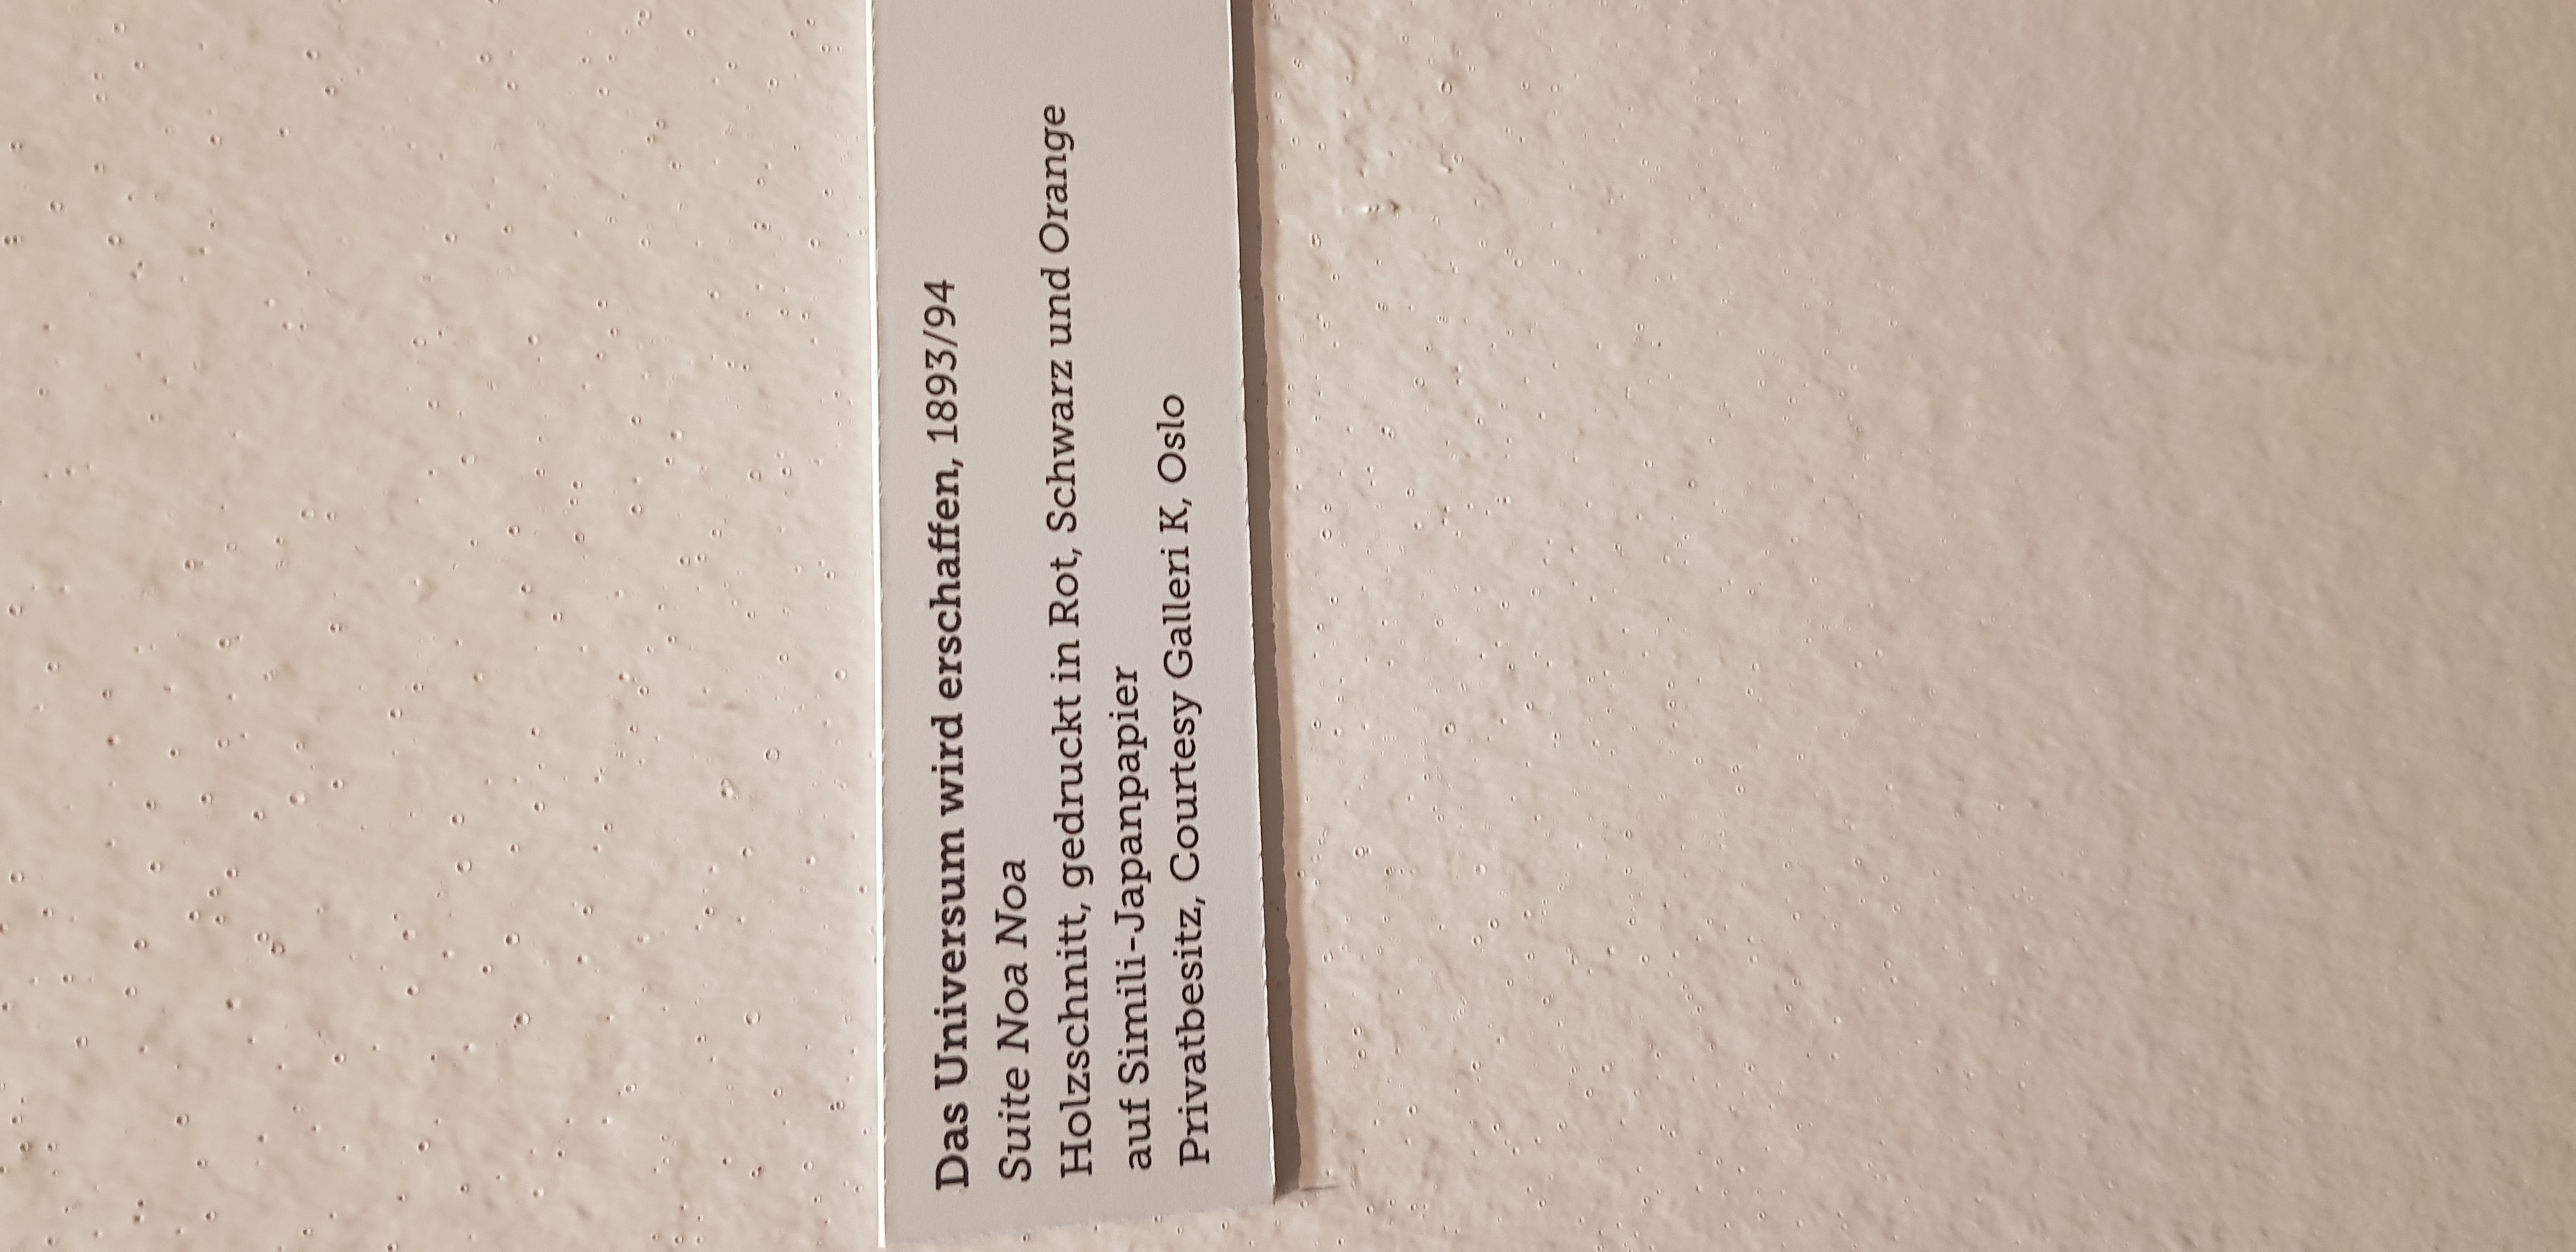 Das Universum wird erschaffen, 1893/94
Suite Noa Noa
Holzschnitt, gedruckt in Rot, Schwarz und Orange
auf Simili-Japanpapier
Privatbesitz, Courtesy Galleri K, Oslo